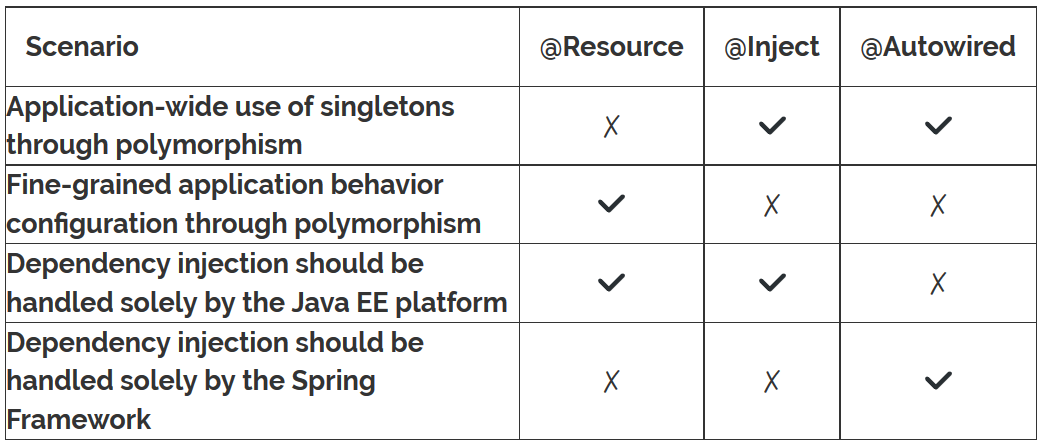 Scenario @Resource @Inject @Autowired
Application-wide use of singletons
through polymorphism ✗ ✓ ✓
Fine-grained application behavior
configuration through polymorphism ✓ ✗ ✗
Dependency injection should be
handled solely by the Java EE platform ✓ ✓ ✗
Dependency injection should be
handled solely by the Spring ✗ ✗ ✓
Framework